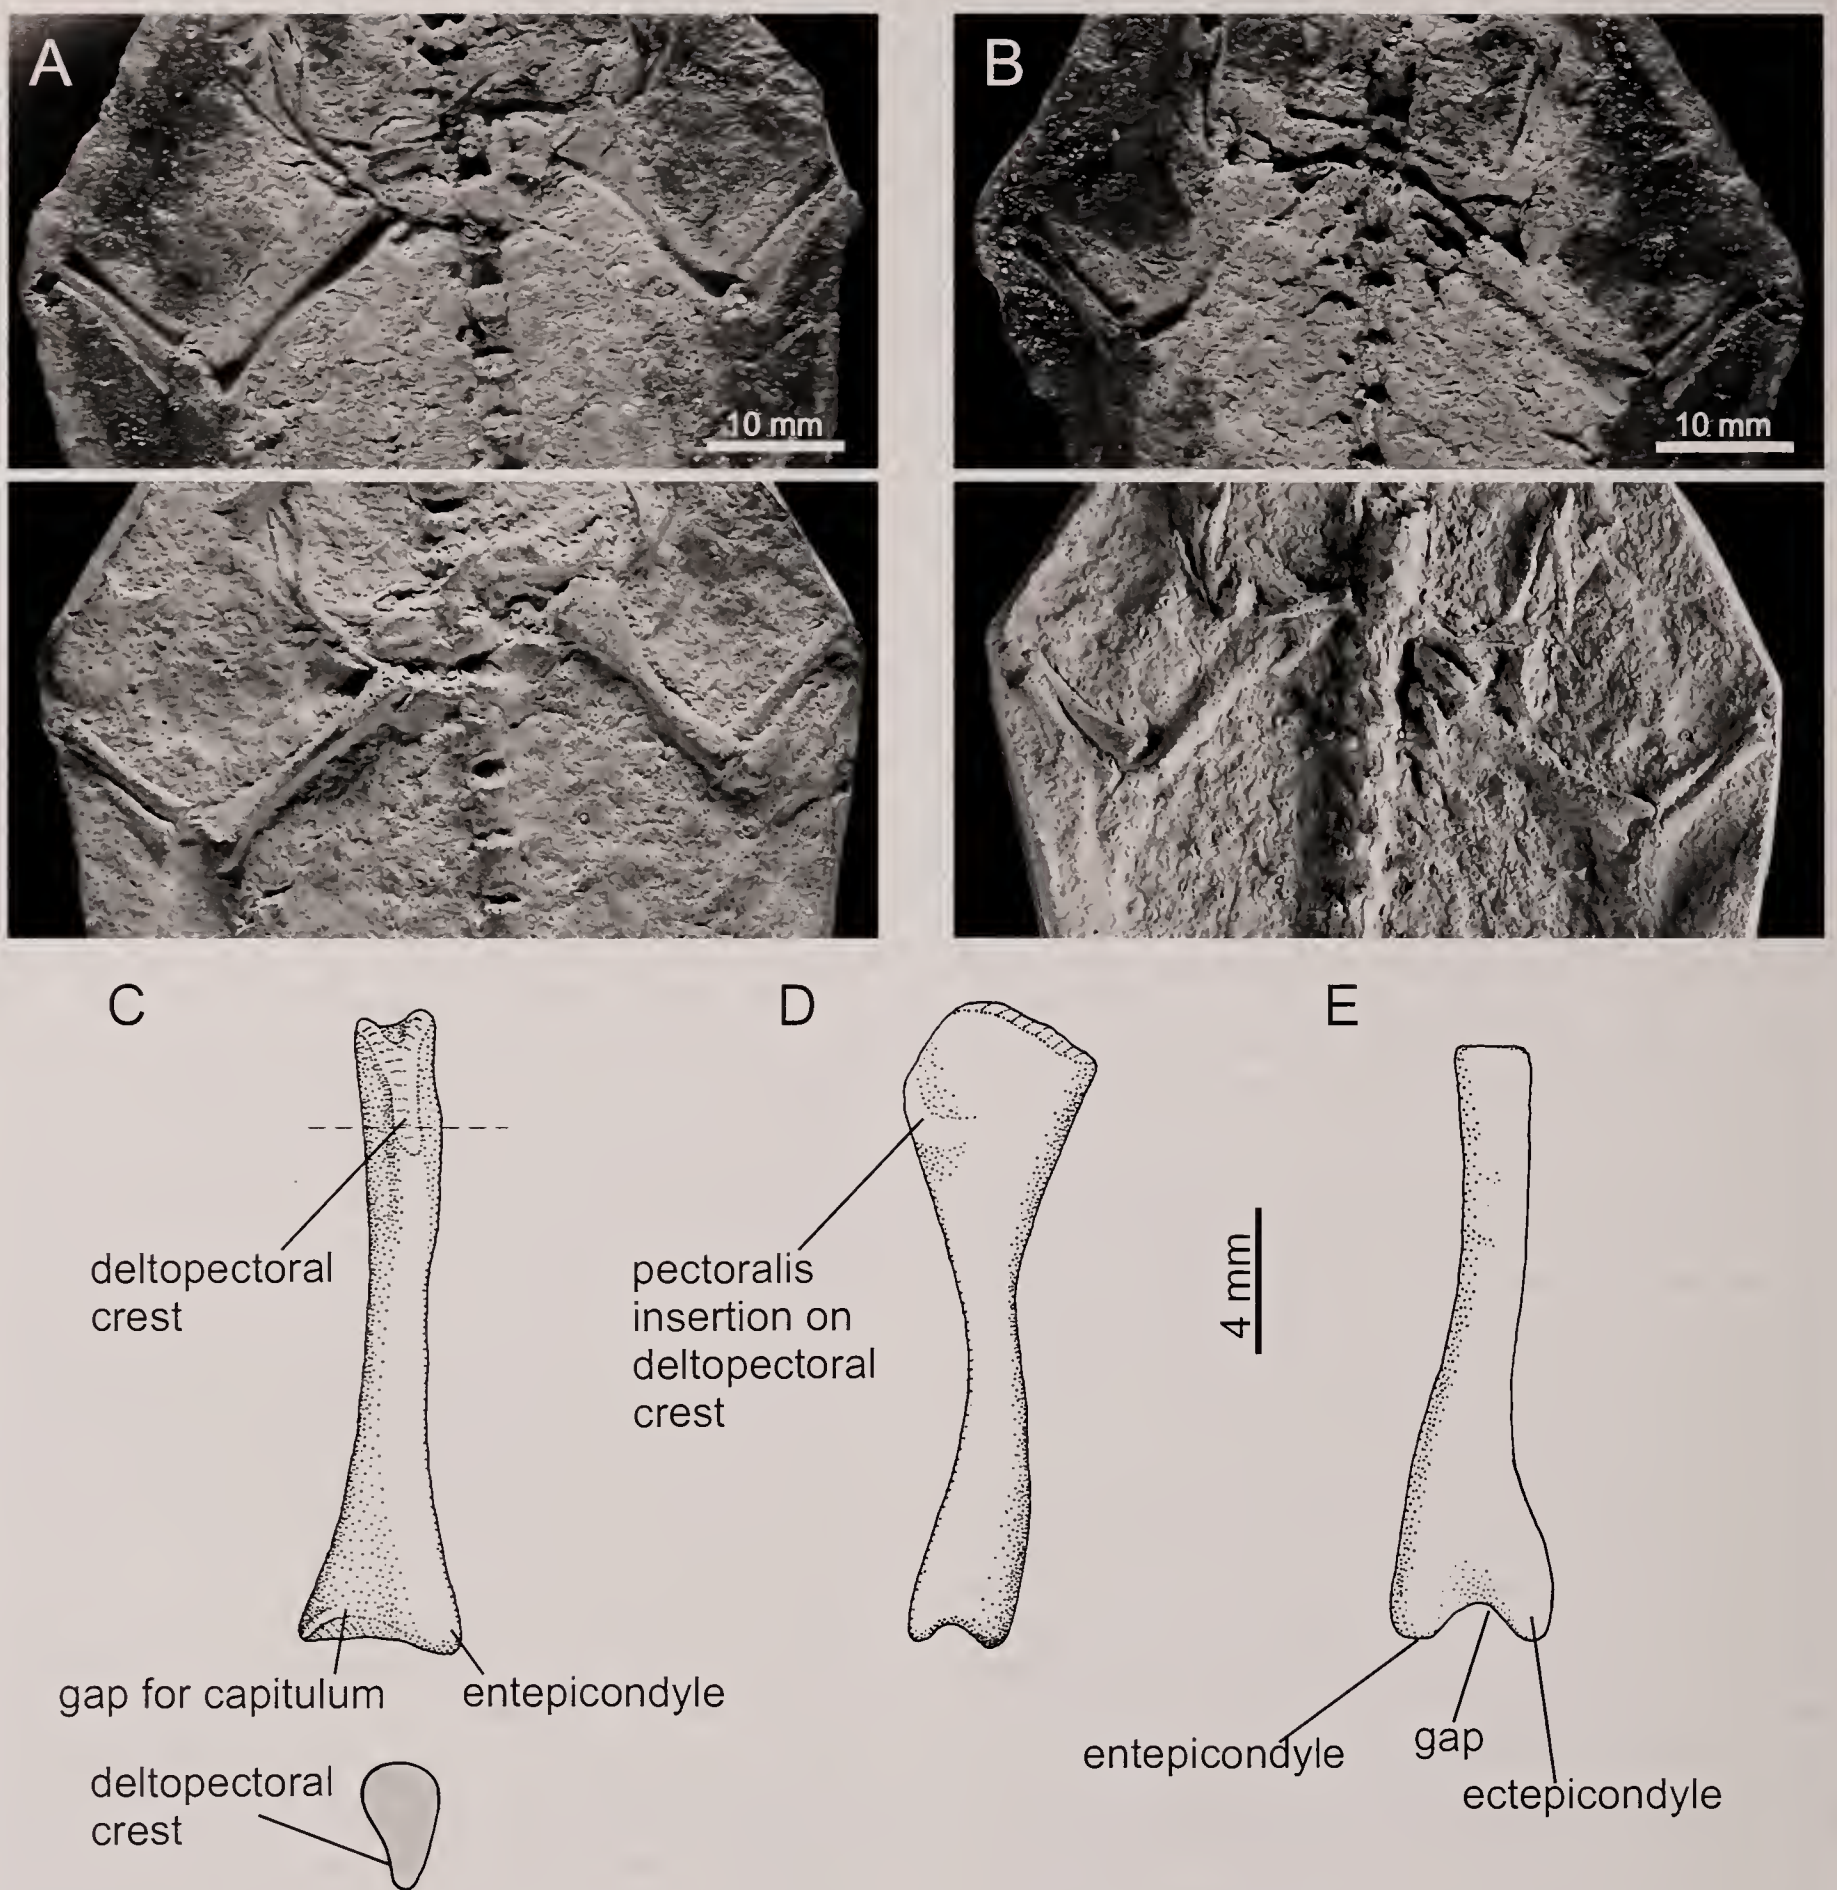 A
B
10 mm
10 mm
C
D
E
deltopectoral
crest
pectoralis
insertion on
deltopectoral
crest
4 mm
gap for capitulum
entepicondyle
entepicondyle
gap
ectepicondyle
deltopectoral
crest